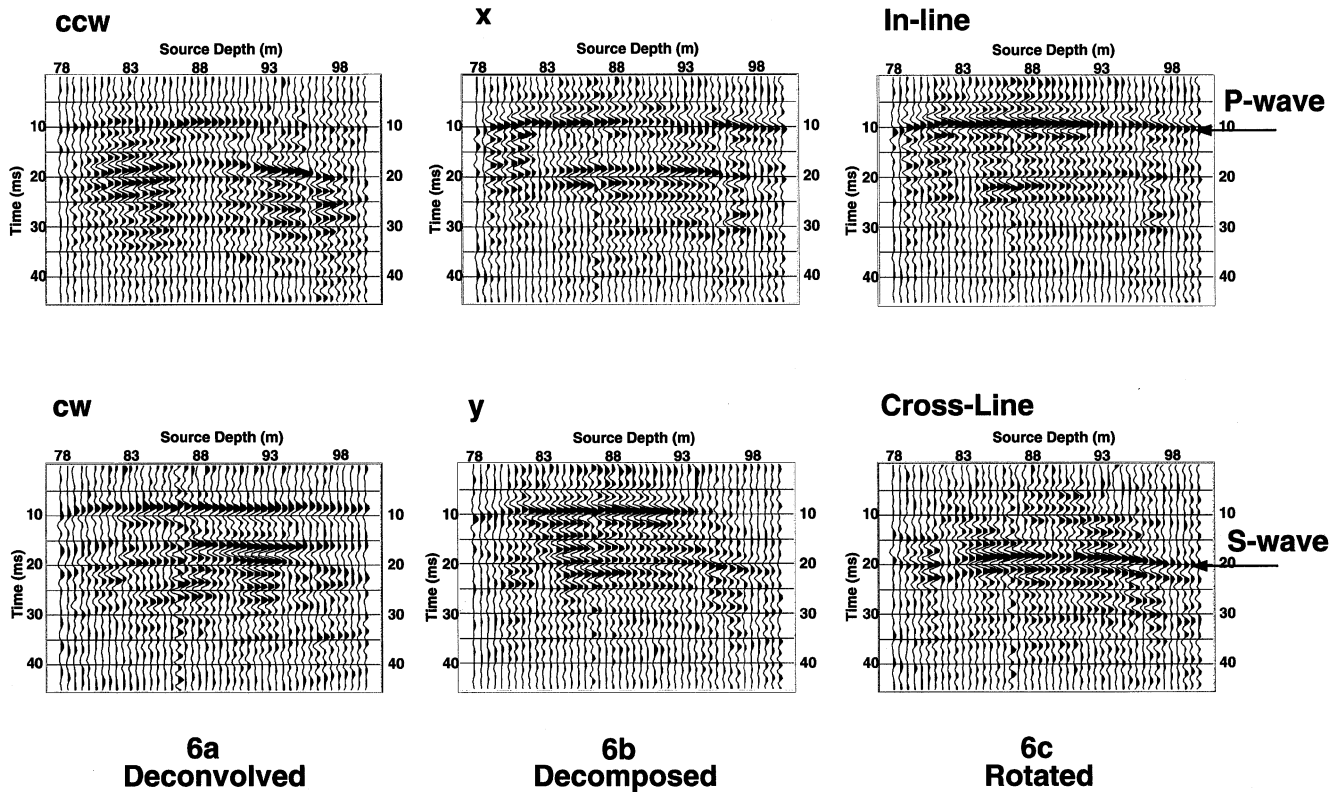 ccw
Source Depth (m)
78 83 88 93 98
Time (ms)
10 10
20 20
30 30
40 40
x
Source Depth (m)
78 83 88 93 98
Time (ms)
10 10
20 20
30 30
40 40
In-line
Source Depth (m)
78 83 88 93 98
Time (ms)
10 10
20 20
30 30
40 40
P-wave
cw
Source Depth (m)
78 83 88 93 98
Time (ms)
10 10
20 20
30 30
40 40
y
Source Depth (m)
78 83 88 93 98
Time (ms)
10 10
20 20
30 30
40 40
Cross-Line
Source Depth (m)
78 83 88 93 98
Time (ms)
10 10
20 20
30 30
40 40
S-wave
6a
Deconvolved
6b
Decomposed
6c
Rotated